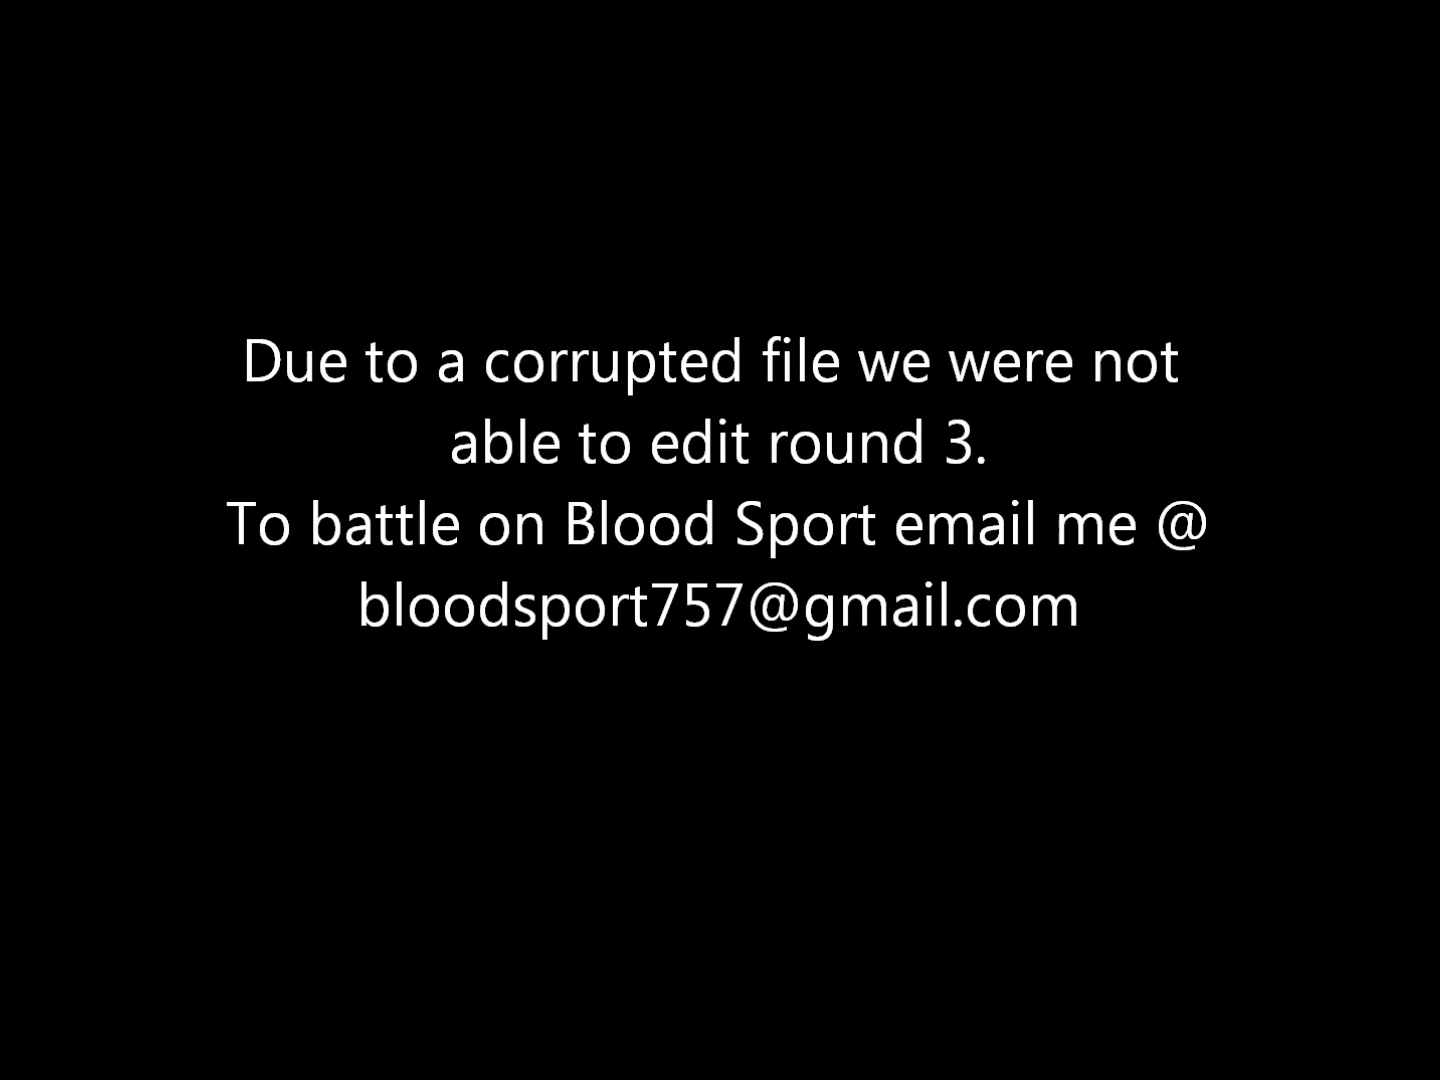 Due to a corrupted file we were not
able to edit round 3.
To battle on Blood Sport email me @
bloodsport757@gmail.com